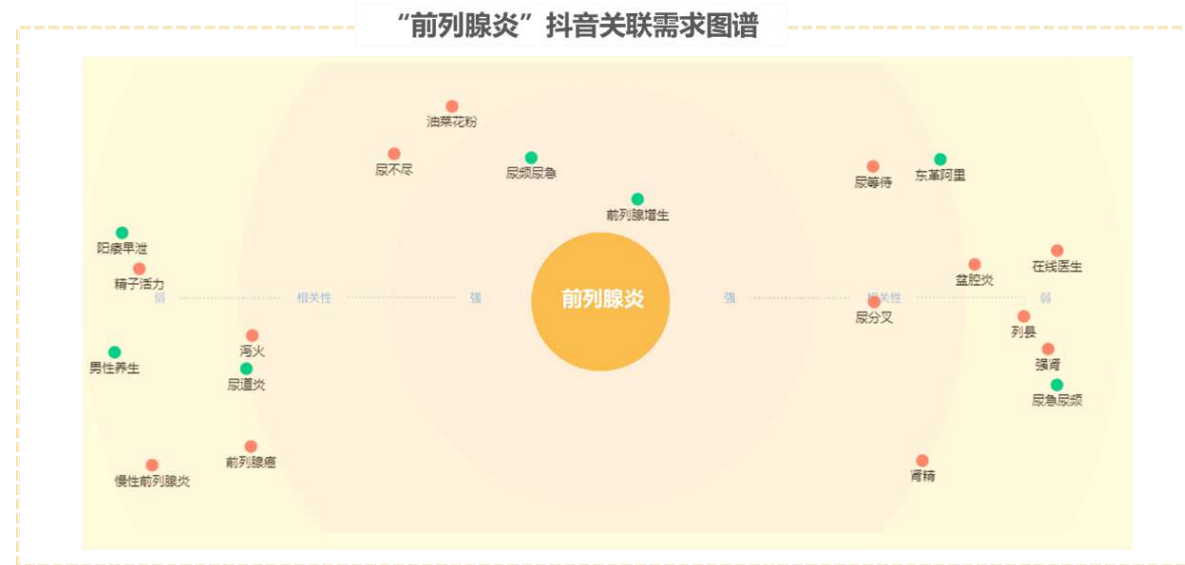 “前列腺炎”抖音关联需求图谱
油菜花粉
尿不尽
尿频尿急
尿等待
东革阿里
前列腺增生
阳痿早泄
在线医生
盆腔炎
精子活力
弱
相关性
强
前列腺炎
强
相关性
弱
尿分叉
列县
泻火
强肾
男性养生
尿道炎
尿急尿频
前列腺癌
肾精
慢性前列腺炎